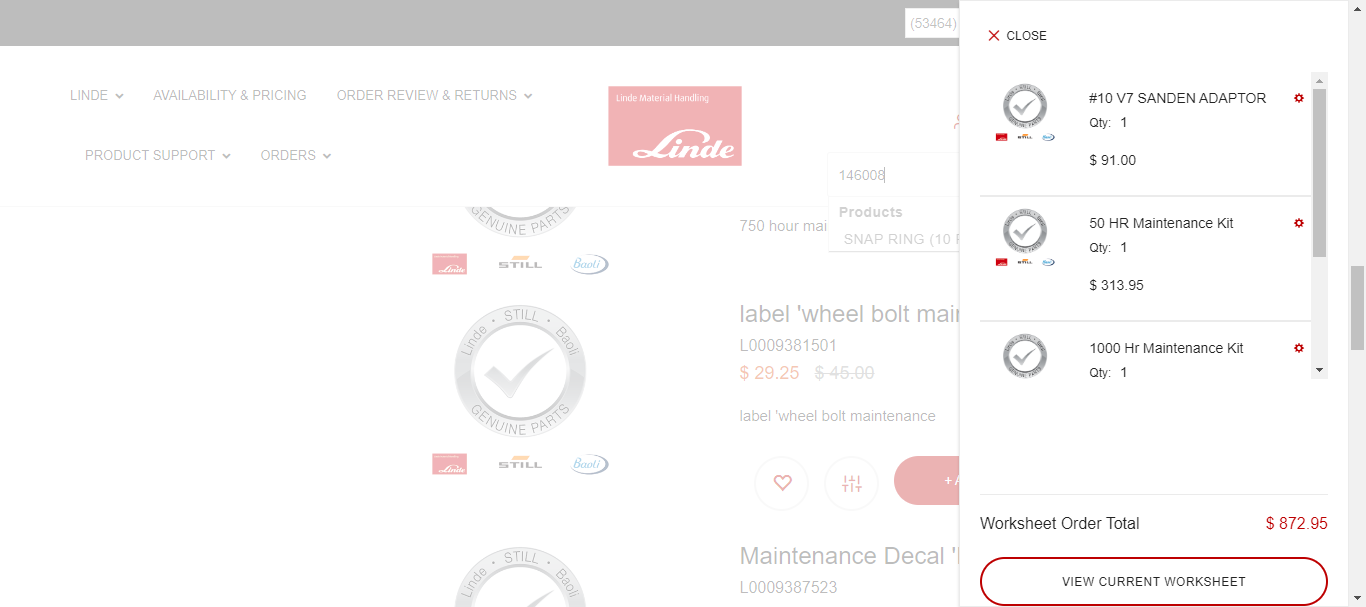 (53464)
CLOSE
LINDE
AVAILABILITY & PRICING
ORDER REVIEW & RETURNS
PRODUCT SUPPORT
ORDERS
Linde Material Handling
Linde
146008
Products
SNAP RING (10
GENUINE PARTS
Linde
STILL
Baoli
750 hour mai
Linde • STILL • Baoli
GENUINE PARTS
Linde
STILL
Baoli
label 'wheel bolt main
L0009381501
$ 29.25 $ 45.00
label 'wheel bolt maintenance
+ A
Linde • STILL • Baoli
Maintenance Decal '
L0009387523
#10 V7 SANDEN ADAPTOR
Qty: 1
$ 91.00
50 HR Maintenance Kit
Qty: 1
$ 313.95
1000 Hr Maintenance Kit
Qty: 1
Worksheet Order Total
$ 872.95
VIEW CURRENT WORKSHEET